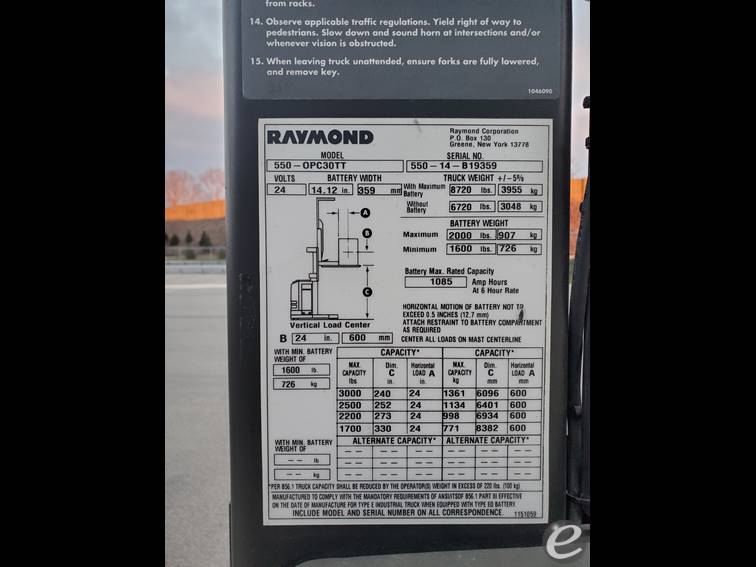 from racks.
14. Observe applicable traffic regulations. Yield right of way to
pedestrians. Slow down and sound horn at intersections and/or
whenever vision is obstructed.
15. When leaving truck unattended, ensure forks are fully lowered,
and remove key.
1046090
RAYMOND
Raymond Corporation
P.O. Box 130
Greene, New York 13778
MODEL SERIAL NO.
550-OPC30TT 550-14-B19359
VOLTS BATTERY WIDTH TRUCK WEIGHT +/-5%
24 14.12 in. 359 mm With Maximum Battery 8720 lbs. 3955 kg
Without Battery 6720 lbs. 3048 kg
BATTERY WEIGHT
Maximum 2000 lbs. 907 kg
Minimum 1600 lbs. 726 kg
A
B
C
Battery Max. Rated Capacity
1085 Amp Hours
At 6 Hour Rate
HORIZONTAL MOTION OF BATTERY NOT TO
EXCEED 0.5 INCHES (12.7 mm)
ATTACH RESTRAINT TO BATTERY COMPARTMENT
AS REQUIRED
Vertical Load Center
B 24 in. 600 mm CENTER ALL LOADS ON MAST CENTERLINE
WITH MIN. BATTERY
WEIGHT OF
1600 lb.
726 kg
CAPACITY* CAPACITY*
MAX. CAPACITY lbs Dim. C in. Horizontal LOAD A in. MAX. CAPACITY kg Dim. C mm Horizontal LOAD A mm
3000 240 24 1361 6096 600
2500 252 24 1134 6401 600
2200 273 24 998 6934 600
1700 330 24 771 8382 600
WITH MIN. BATTERY
WEIGHT OF
-- lb
-- kg
ALTERNATE CAPACITY* ALTERNATE CAPACITY*
-- -- -- -- -- --
-- -- -- -- -- --
-- -- -- -- -- --
*PER B56.1 TRUCK CAPACITY SHALL BE REDUCED BY THE OPERATOR(S) WEIGHT IN EXCESS OF 220 lbs. (100 kg)
MANUFACTURED TO COMPLY WITH THE MANDATORY REQUIREMENTS OF ANSI/ITSDF B56.1 PART III EFFECTIVE
ON THE DATE OF MANUFACTURE FOR TYPE E INDUSTRIAL TRUCK WHEN EQUIPPED WITH TYPE EO BATTERY
INCLUDE MODEL AND SERIAL NUMBER ON ALL CORRESPONDENCE. 1151059
e